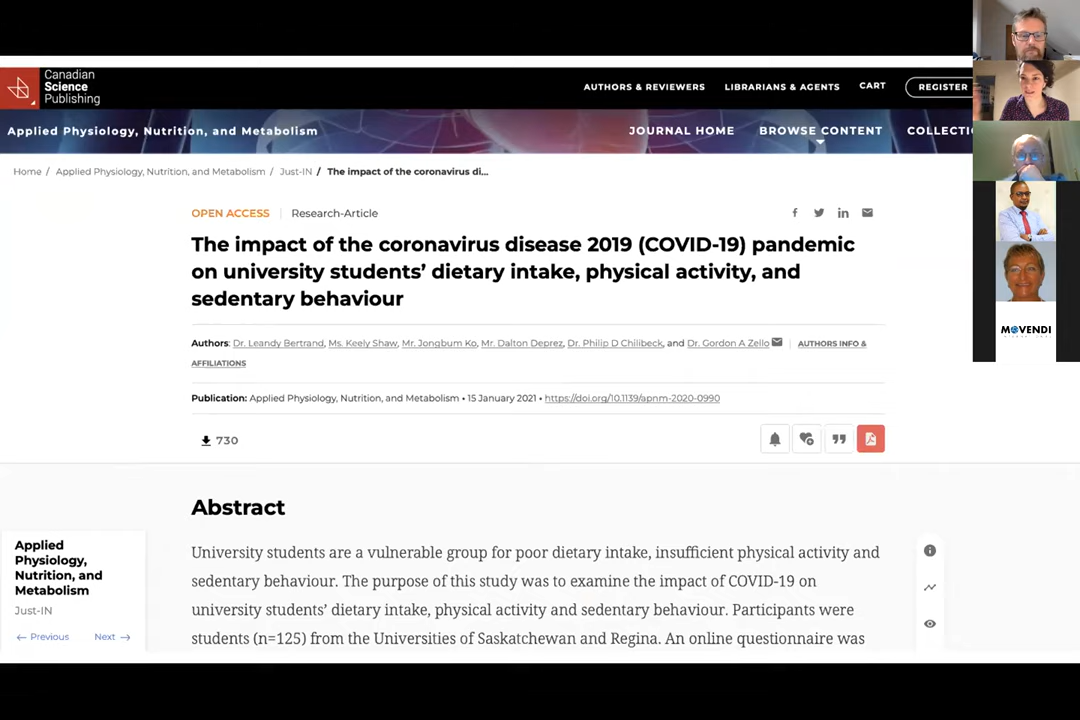 Canadian
Science
Publishing
AUTHORS & REVIEWERS LIBRARIANS & AGENTS CART REGISTER
Applied Physiology, Nutrition, and Metabolism JOURNAL HOME BROWSE CONTENT COLLECTI
Home / Applied Physiology, Nutrition, and Metabolism / Just-IN / The impact of the coronavirus di...
OPEN ACCESS Research-Article
The impact of the coronavirus disease 2019 (COVID-19) pandemic
on university students’ dietary intake, physical activity, and
sedentary behaviour
Authors: Dr. Leandy Bertrand, Ms. Keely Shaw, Mr. Jongbum Ko, Mr. Dalton Deprez, Dr. Philip D Chilibeck, and Dr. Gordon A Zello AUTHORS INFO &
AFFILIATIONS
Publication: Applied Physiology, Nutrition, and Metabolism • 15 January 2021 • https://doi.org/10.1139/apnm-2020-0990
730
Abstract
University students are a vulnerable group for poor dietary intake, insufficient physical activity and
sedentary behaviour. The purpose of this study was to examine the impact of COVID-19 on
university students’ dietary intake, physical activity and sedentary behaviour. Participants were
students (n=125) from the Universities of Saskatchewan and Regina. An online questionnaire was
Applied
Physiology,
Nutrition, and
Metabolism
Just-IN
← Previous Next →
MOVENDI